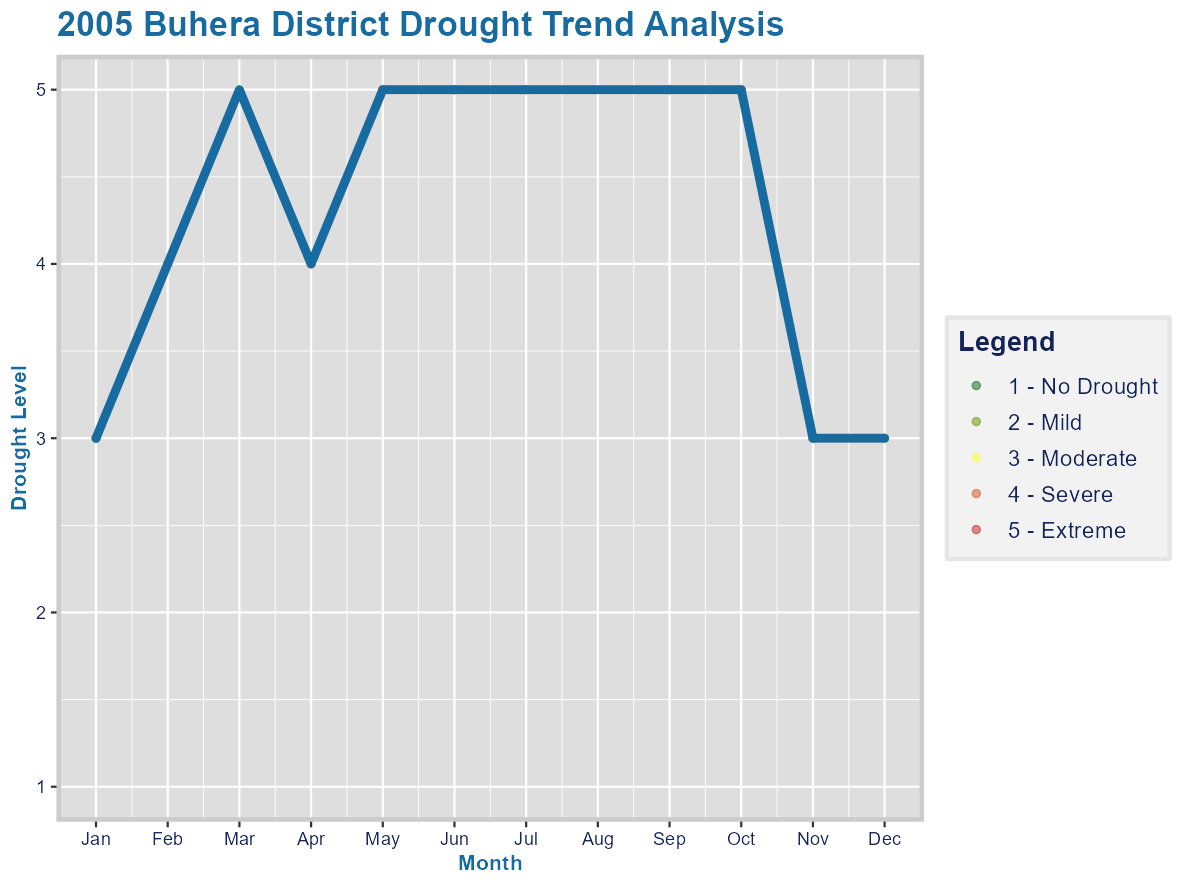 2005 Buhera District Drought Trend Analysis
Drought Level
5
4
3
2
1
Jan Feb Mar Apr May Jun Jul Aug Sep Oct Nov Dec
Month
Legend
1 - No Drought
2 - Mild
3 - Moderate
4 - Severe
5 - Extreme